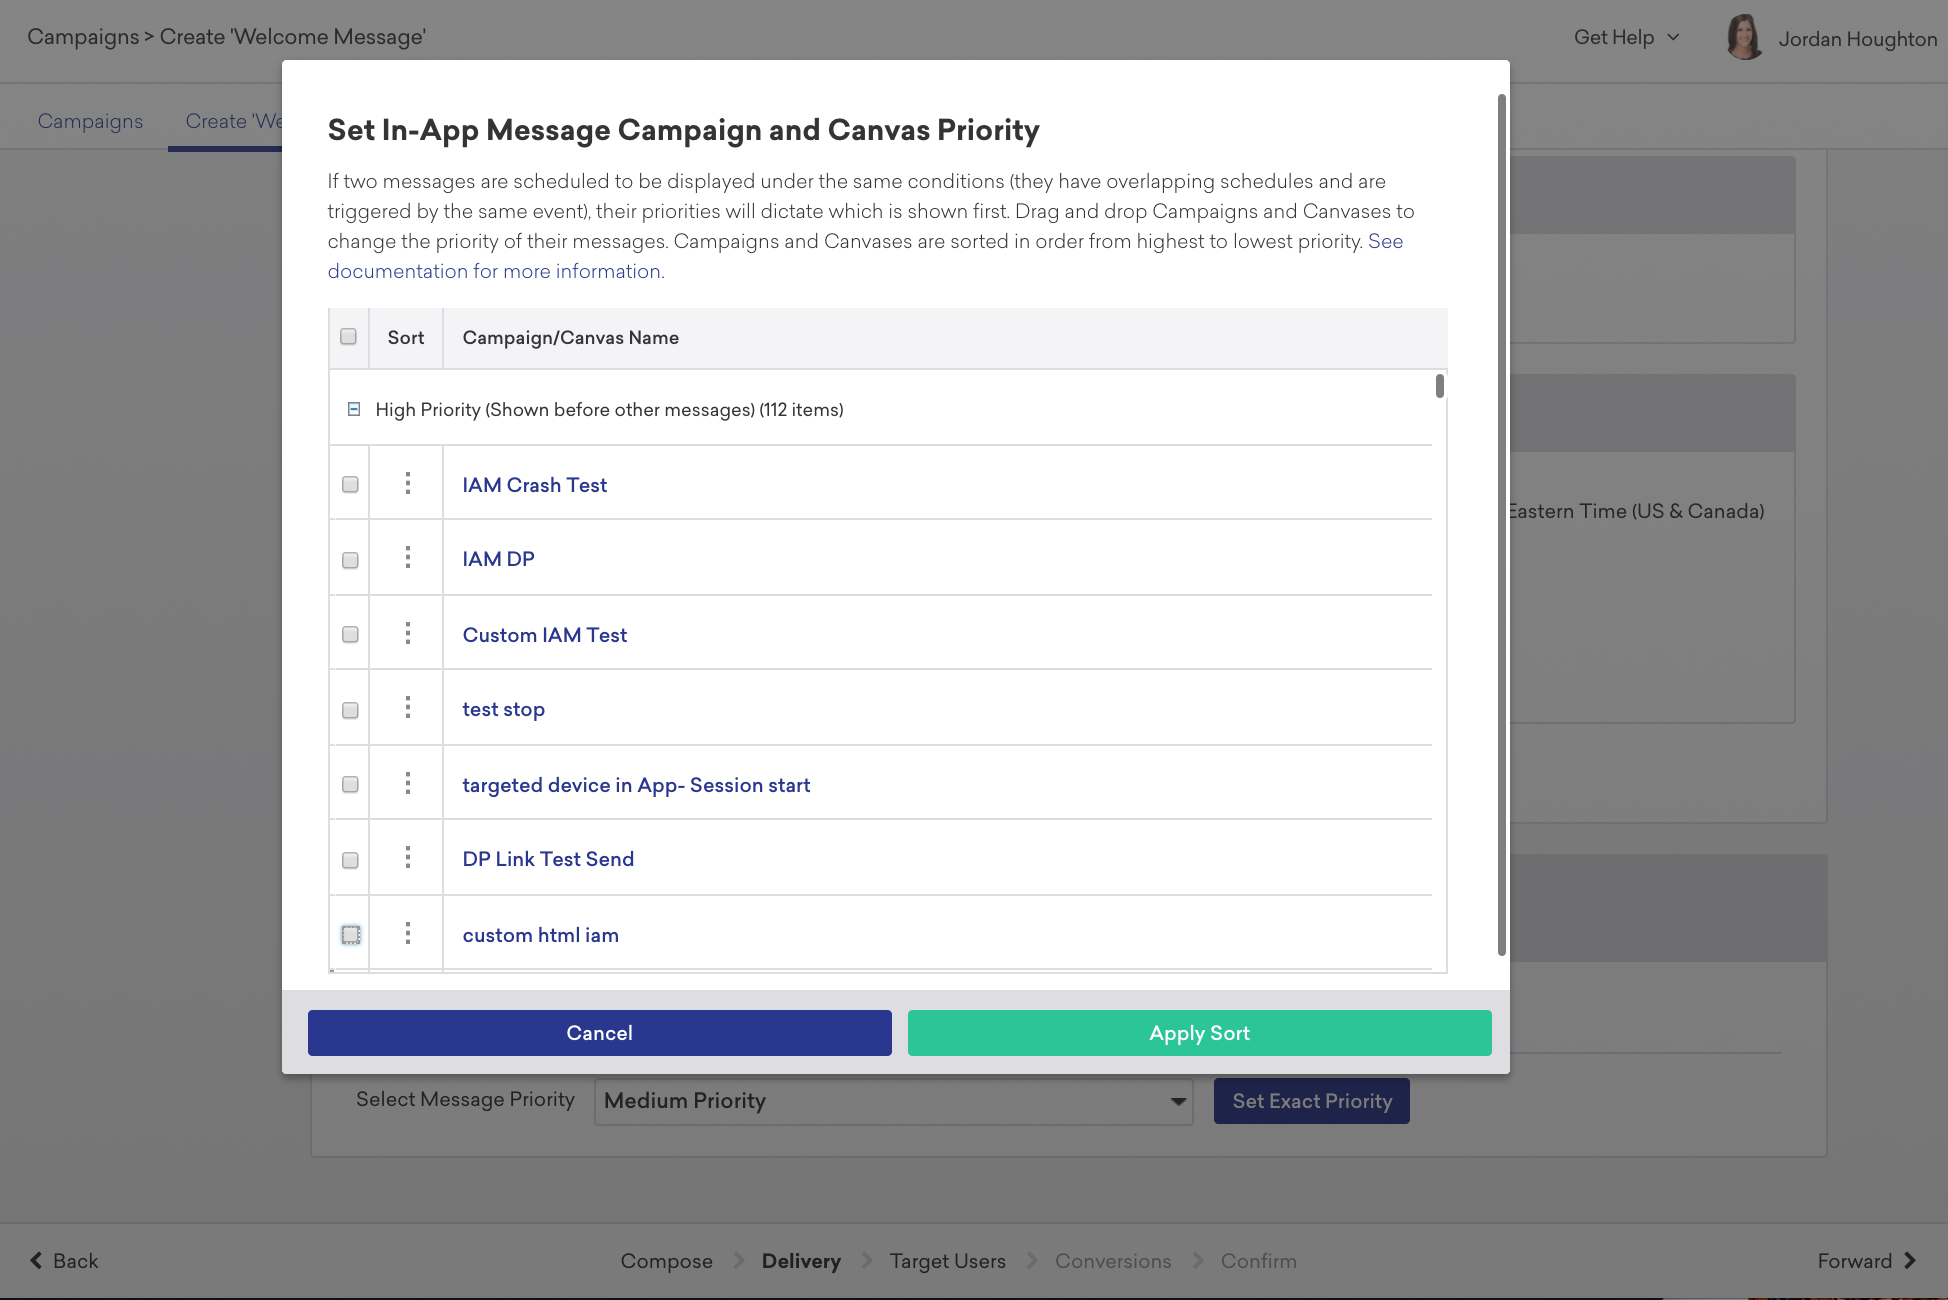 Campaigns > Create 'Welcome Message'
Get Help
Jordan Houghton
Campaigns
Create 'We
Set In-App Message Campaign and Canvas Priority
If two messages are scheduled to be displayed under the same conditions (they have overlapping schedules and are
triggered by the same event), their priorities will dictate which is shown first. Drag and drop Campaigns and Canvases to
change the priority of their messages. Campaigns and Canvases are sorted in order from highest to lowest priority. See
documentation for more information.
Sort
Campaign/Canvas Name
High Priority (Shown before other messages) (112 items)
IAM Crash Test
Eastern Time (US & Canada)
IAM DP
Custom IAM Test
test stop
targeted device in App- Session start
DP Link Test Send
custom html iam
Cancel
Apply Sort
Select Message Priority
Medium Priority
Set Exact Priority
Back
Compose
Delivery
Target Users
Conversions
Confirm
Forward